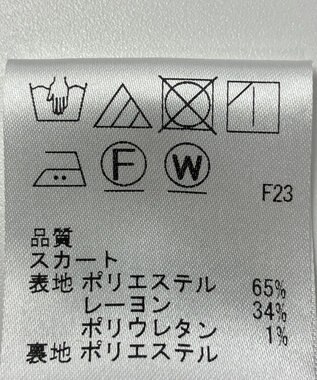 F W
F23
品質
スカート
表地 ポリエステル 65%
レーヨン 34%
ポリウレタン 1%
裏地 ポリエステル